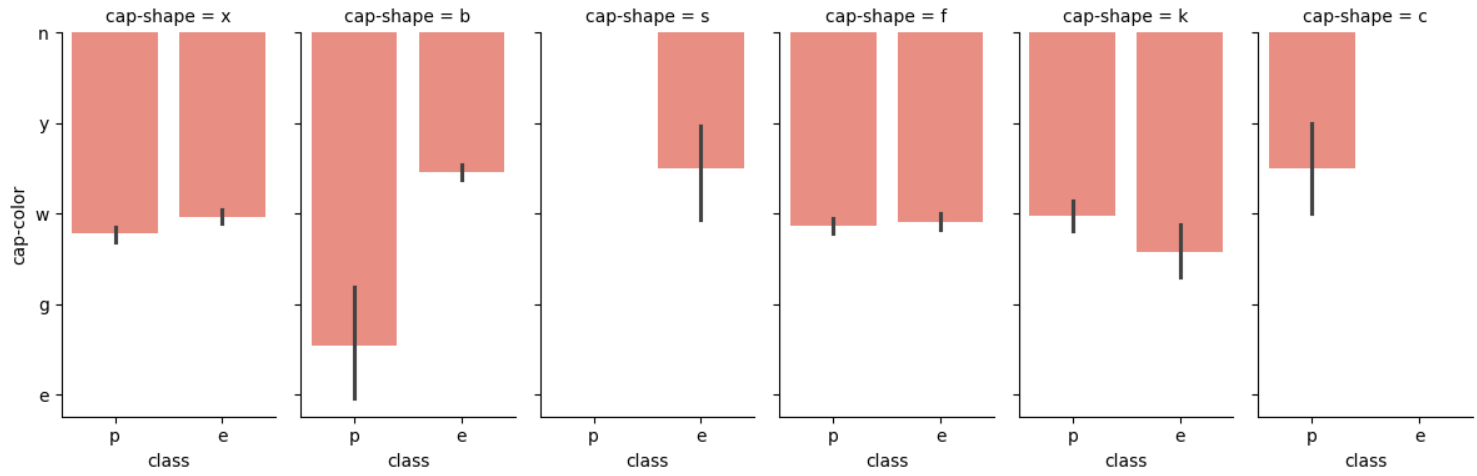 cap-shape = x
cap-shape = b
cap-shape = s
cap-shape = f
cap-shape = k
cap-shape = c
n
y
w
g
e
cap-color
p e
p e
p e
p e
p e
p e
class
class
class
class
class
class